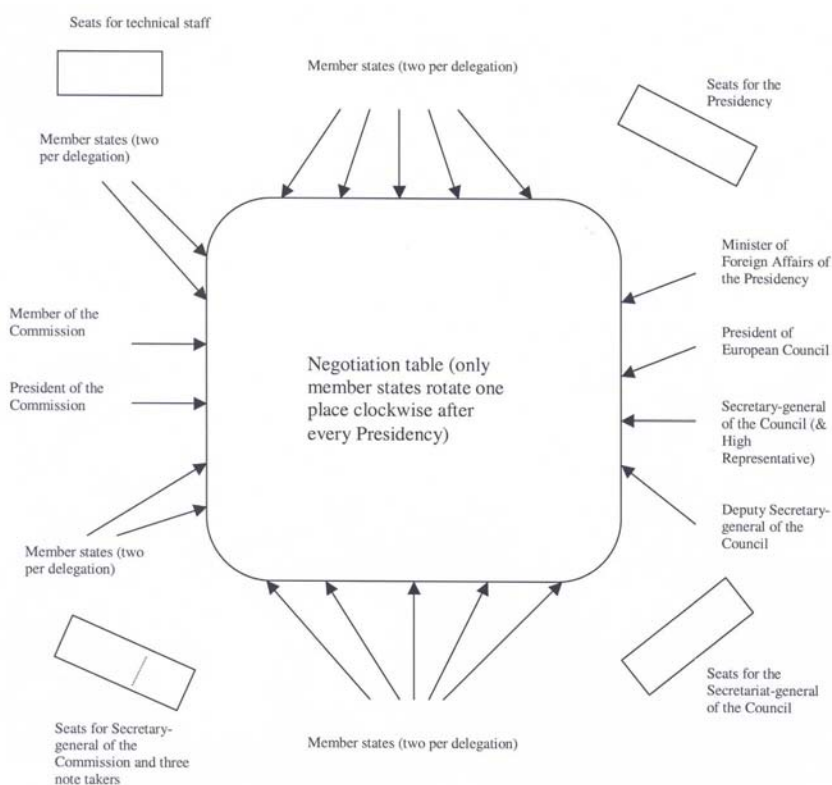 Seats for technical staff
Member states (two per delegation)
Seats for the
Presidency
Member states (two
per delegation)
Minister of
Foreign Affairs of
the Presidency
Member of the
Commission
President of
European Council
Negotiation table (only
member states rotate one
place clockwise after
every Presidency)
President of the
Commission
Secretary-general
of the Council (&
High
Representative)
Deputy Secretary-
general of the
Council
Member states (two
per delegation)
Seats for the
Secretariat-general
of the Council
Seats for Secretary-
general of the
Commission and three
note takers
Member states (two per delegation)